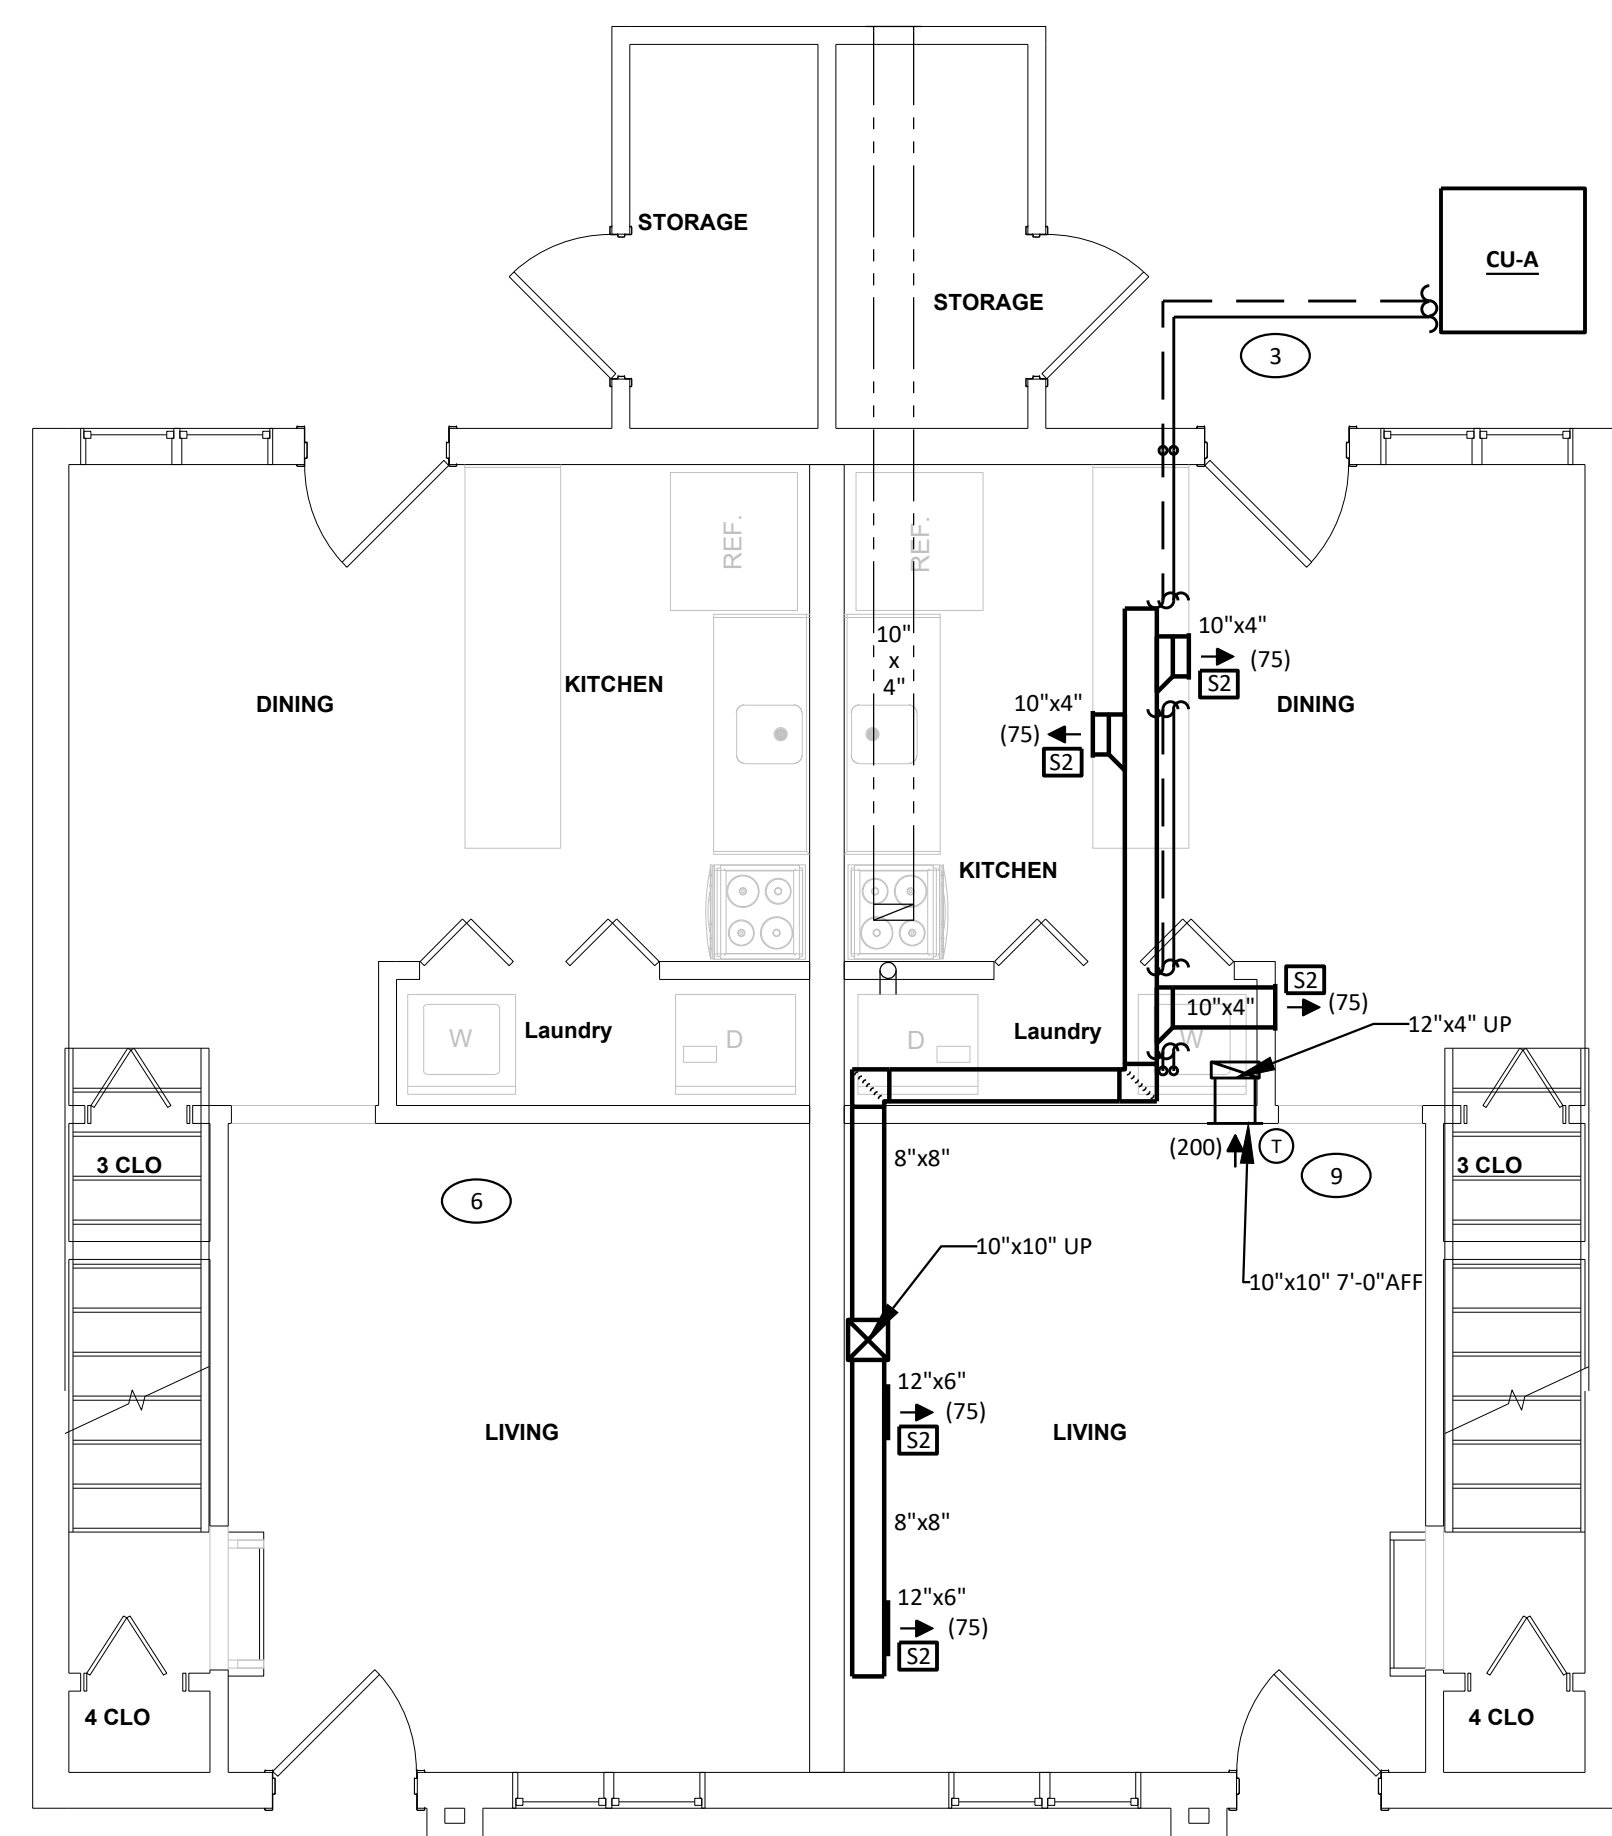 STORAGE
STORAGE
CU-A
3
REF.
REF.
10"
x
4"
10"x4"
(75)
S2
KITCHEN
DINING
10"x4"
(75)
S2
DINING
KITCHEN
S2
(75)
10"x4"
12"x4" UP
W
Laundry
D
D
Laundry
W
(200)
T
9
3 CLO
8"x8"
3 CLO
6
10"x10" UP
10"x10" 7'-0"AFF
12"x6"
(75)
S2
LIVING
LIVING
8"x8"
12"x6"
(75)
S2
4 CLO
4 CLO